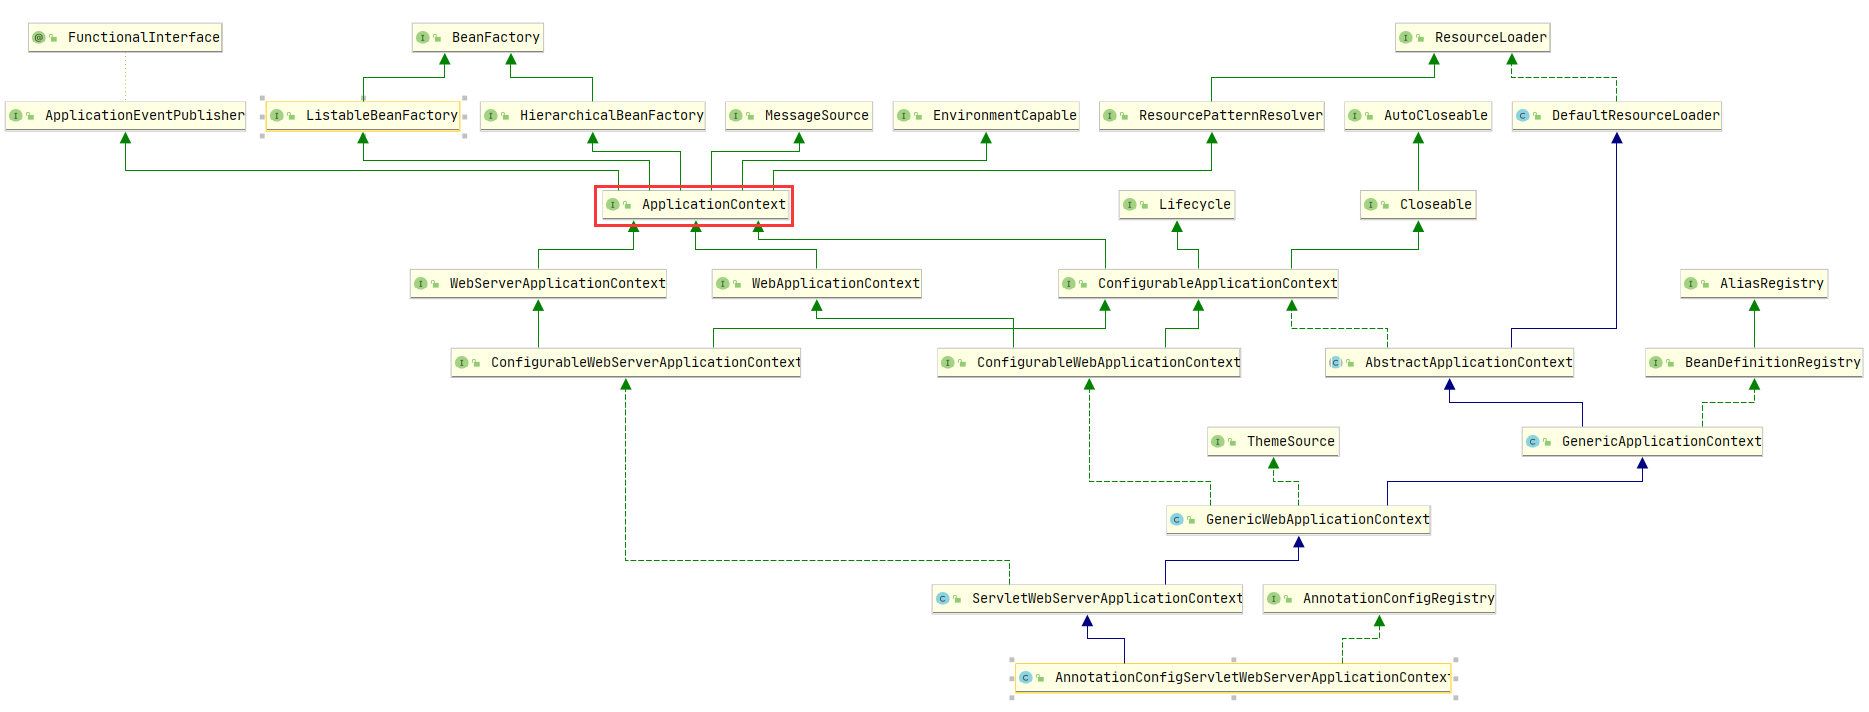 FunctionalInterface
BeanFactory
ResourceLoader
ApplicationEventPublisher
ListableBeanFactory
HierarchicalBeanFactory
MessageSource
EnvironmentCapable
ResourcePatternResolver
AutoCloseable
DefaultResourceLoader
ApplicationContext
Lifecycle
Closeable
WebServerApplicationContext
WebApplicationContext
ConfigurableApplicationContext
AliasRegistry
ConfigurableWebServerApplicationContext
ConfigurableWebApplicationContext
AbstractApplicationContext
BeanDefinitionRegistry
ThemeSource
GenericApplicationContext
GenericWebApplicationContext
ServletWebServerApplicationContext
AnnotationConfigRegistry
AnnotationConfigServletWebServerApplicationContext